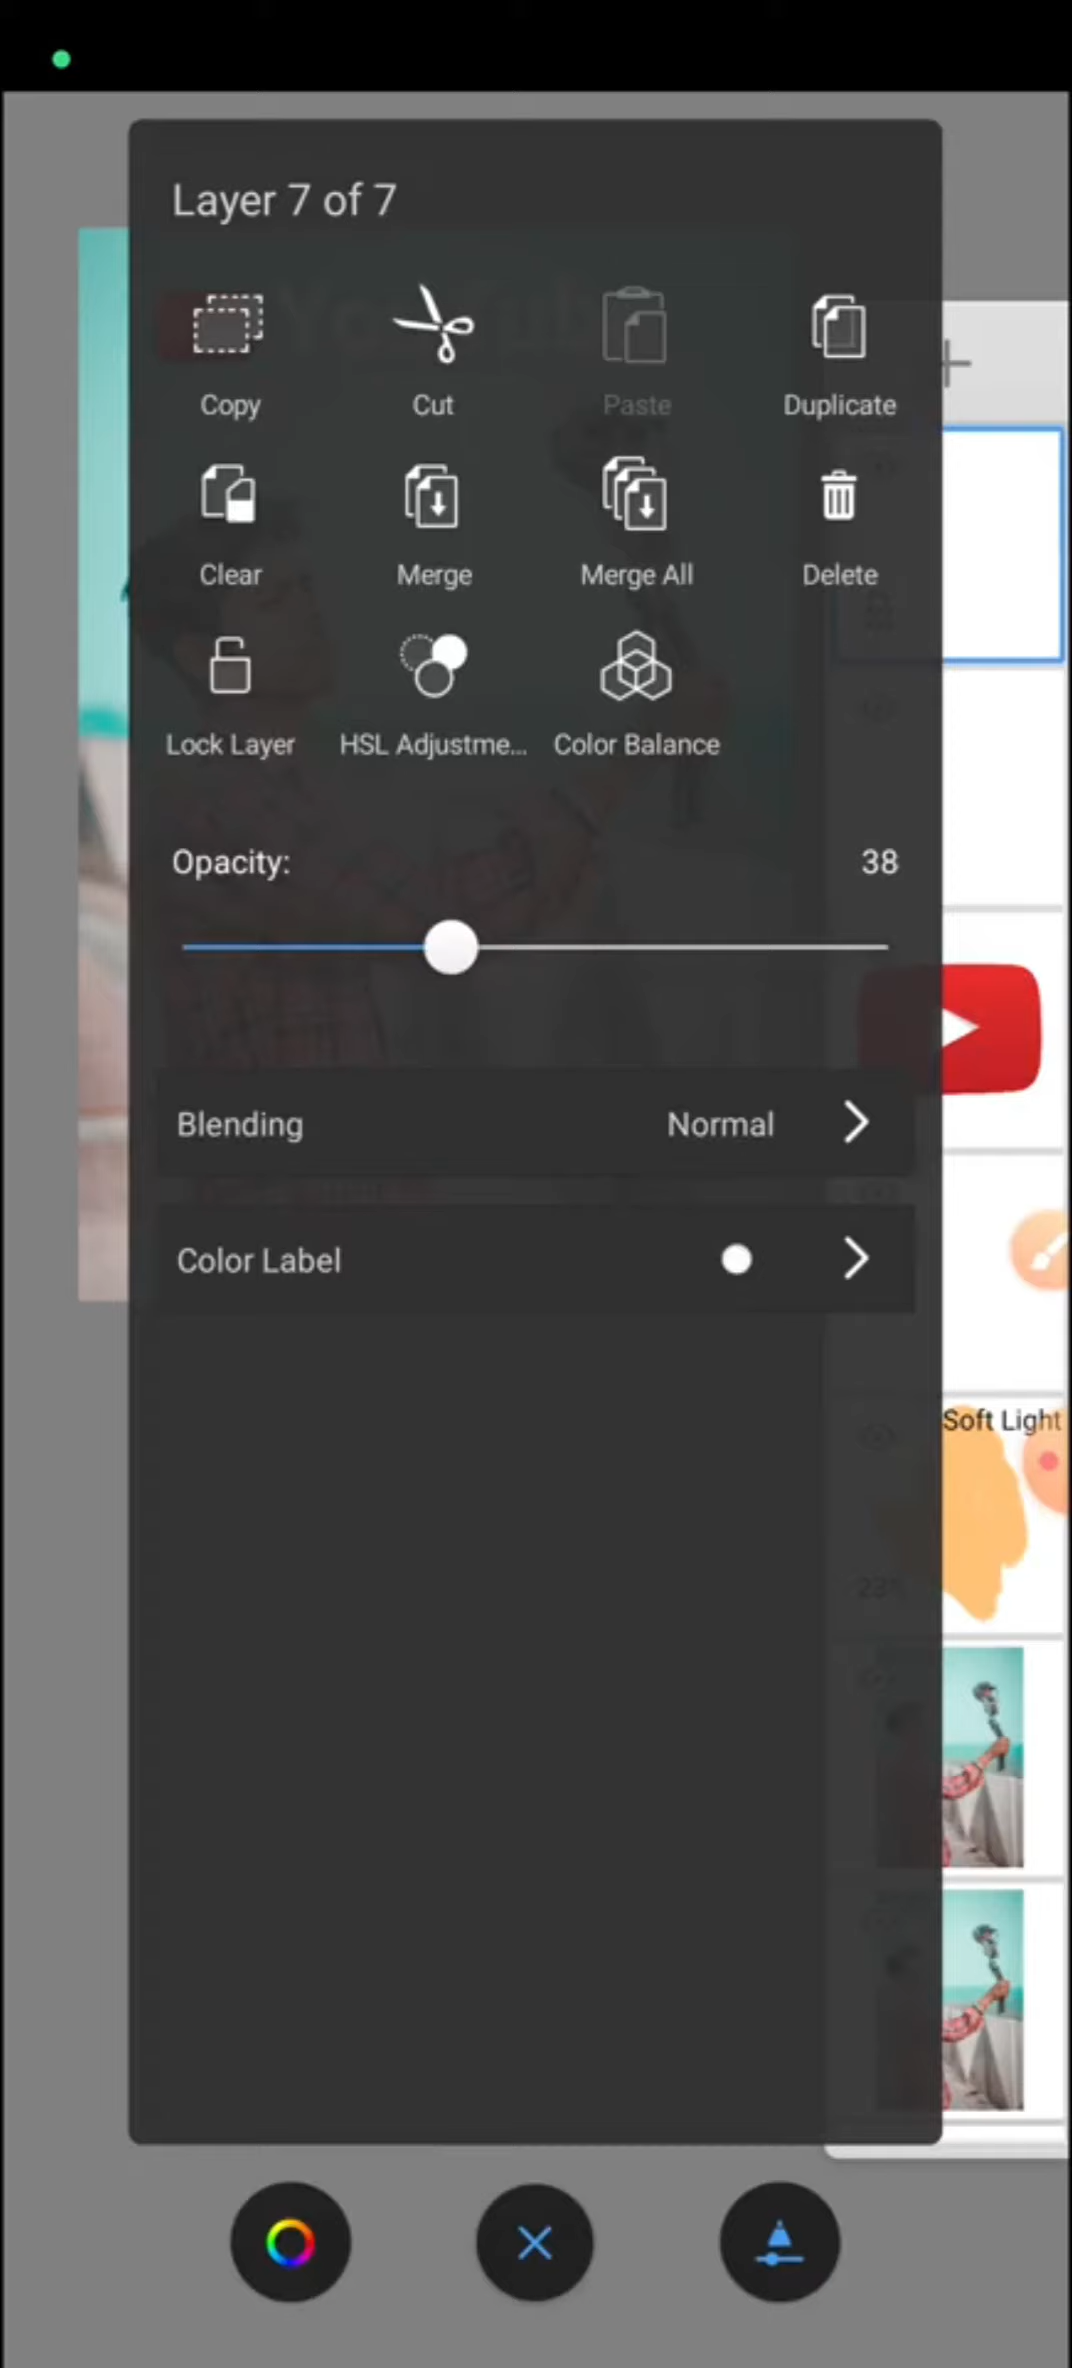 Layer 7 of 7
Copy
Cut
Paste
Duplicate
Clear
Merge
Merge All
Delete
Lock Layer
HSL Adjustme...
Color Balance
Opacity:
38
Blending
Normal
Color Label
Soft Light